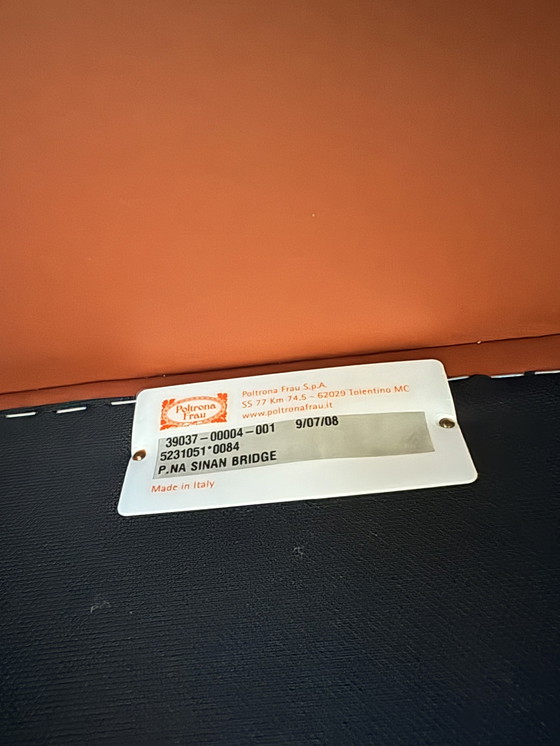 Poltrona
Frau
Poltrona Frau S.p.A.
SS 77 Km 74,5 - 62029 Tolentino MC
www.poltronafrau.it
39037-00004-001 9/07/08
5231051*0084
P.NA SINAN BRIDGE
Made in Italy